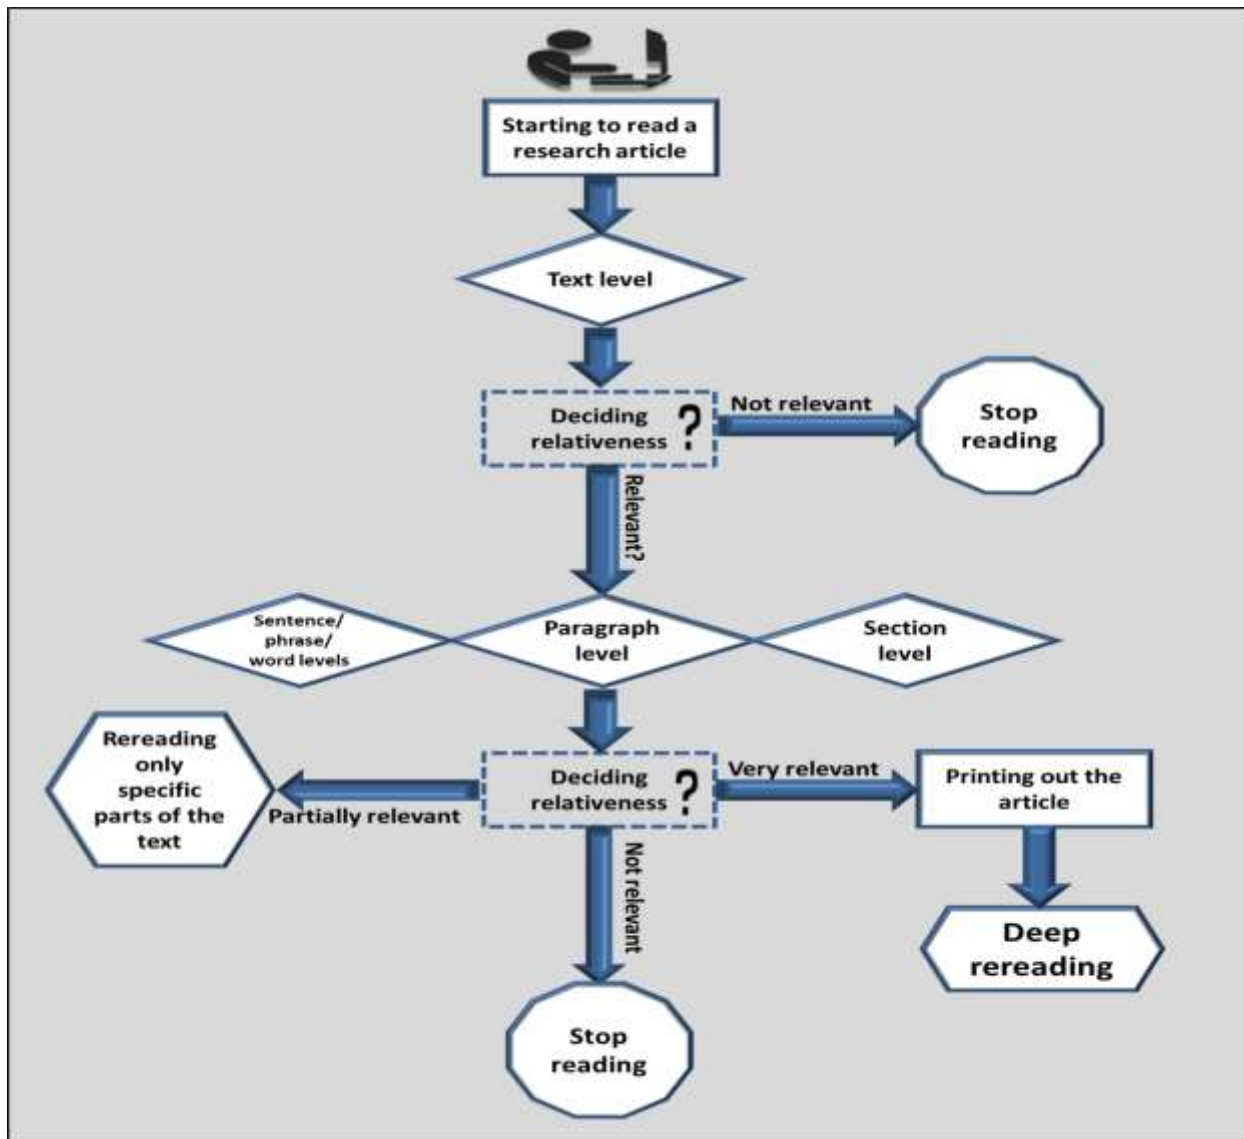 Starting to read a
research article
Text level
Deciding
relativeness ?
Not relevant
Stop
reading
Relevant?
Sentence/
phrase/
word levels
Paragraph
level
Section
level
Rereading
only
specific
parts of the
text
Partially relevant
Deciding
relativeness ?
Very relevant
Printing out the
article
Not relevant
Deep
rereading
Stop
reading